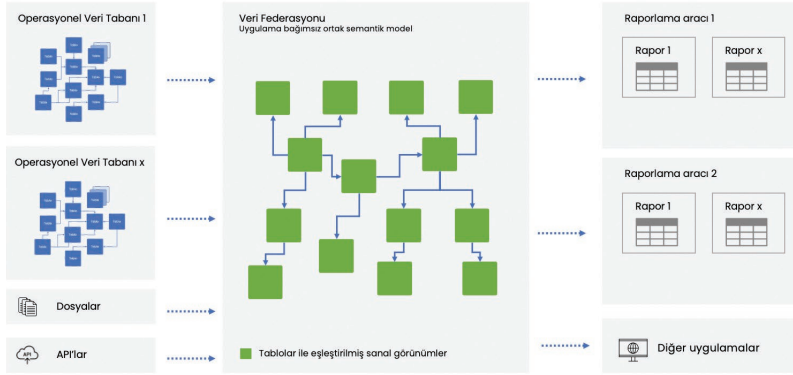 Operasyonel Veri Tabanı 1
Operasyonel Veri Tabanı x
Dosyalar
API
API'lar
Veri Federasyonu
Uygulama bağımsız ortak semantik model
Tablolar ile eşleştirilmiş sanal görünümler
Raporlama aracı 1
Rapor 1
Rapor x
Raporlama aracı 2
Rapor 1
Rapor x
Diğer uygulamalar